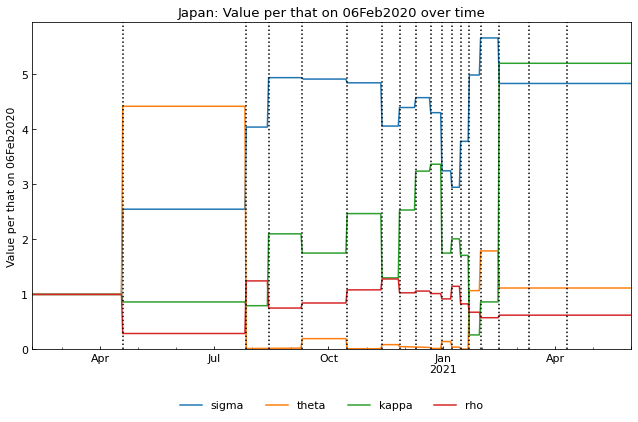 Japan: Value per that on 06Feb2020 over time
Value per that on 06Feb2020
5
4
3
2
1
0
Apr
Jul
Oct
Jan
2021
Apr
sigma
theta
kappa
rho